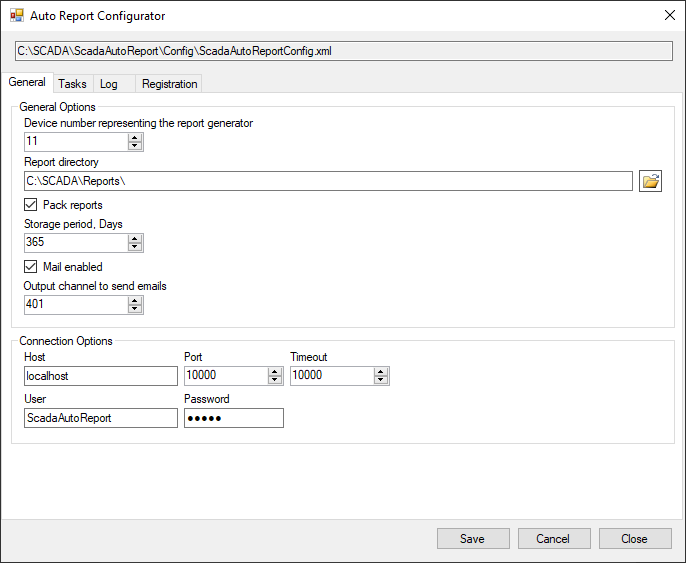 Auto Report Configurator
C:\SCADA\ScadaAutoReport\Config\ScadaAutoReportConfig.xml
General Tasks Log Registration
General Options
Device number representing the report generator
11
Report directory
C:\SCADA\Reports\
Pack reports
Storage period, Days
365
Mail enabled
Output channel to send emails
401
Connection Options
Host Port Timeout
localhost 10000 10000
User Password
ScadaAutoReport ●●●●●
Save Cancel Close